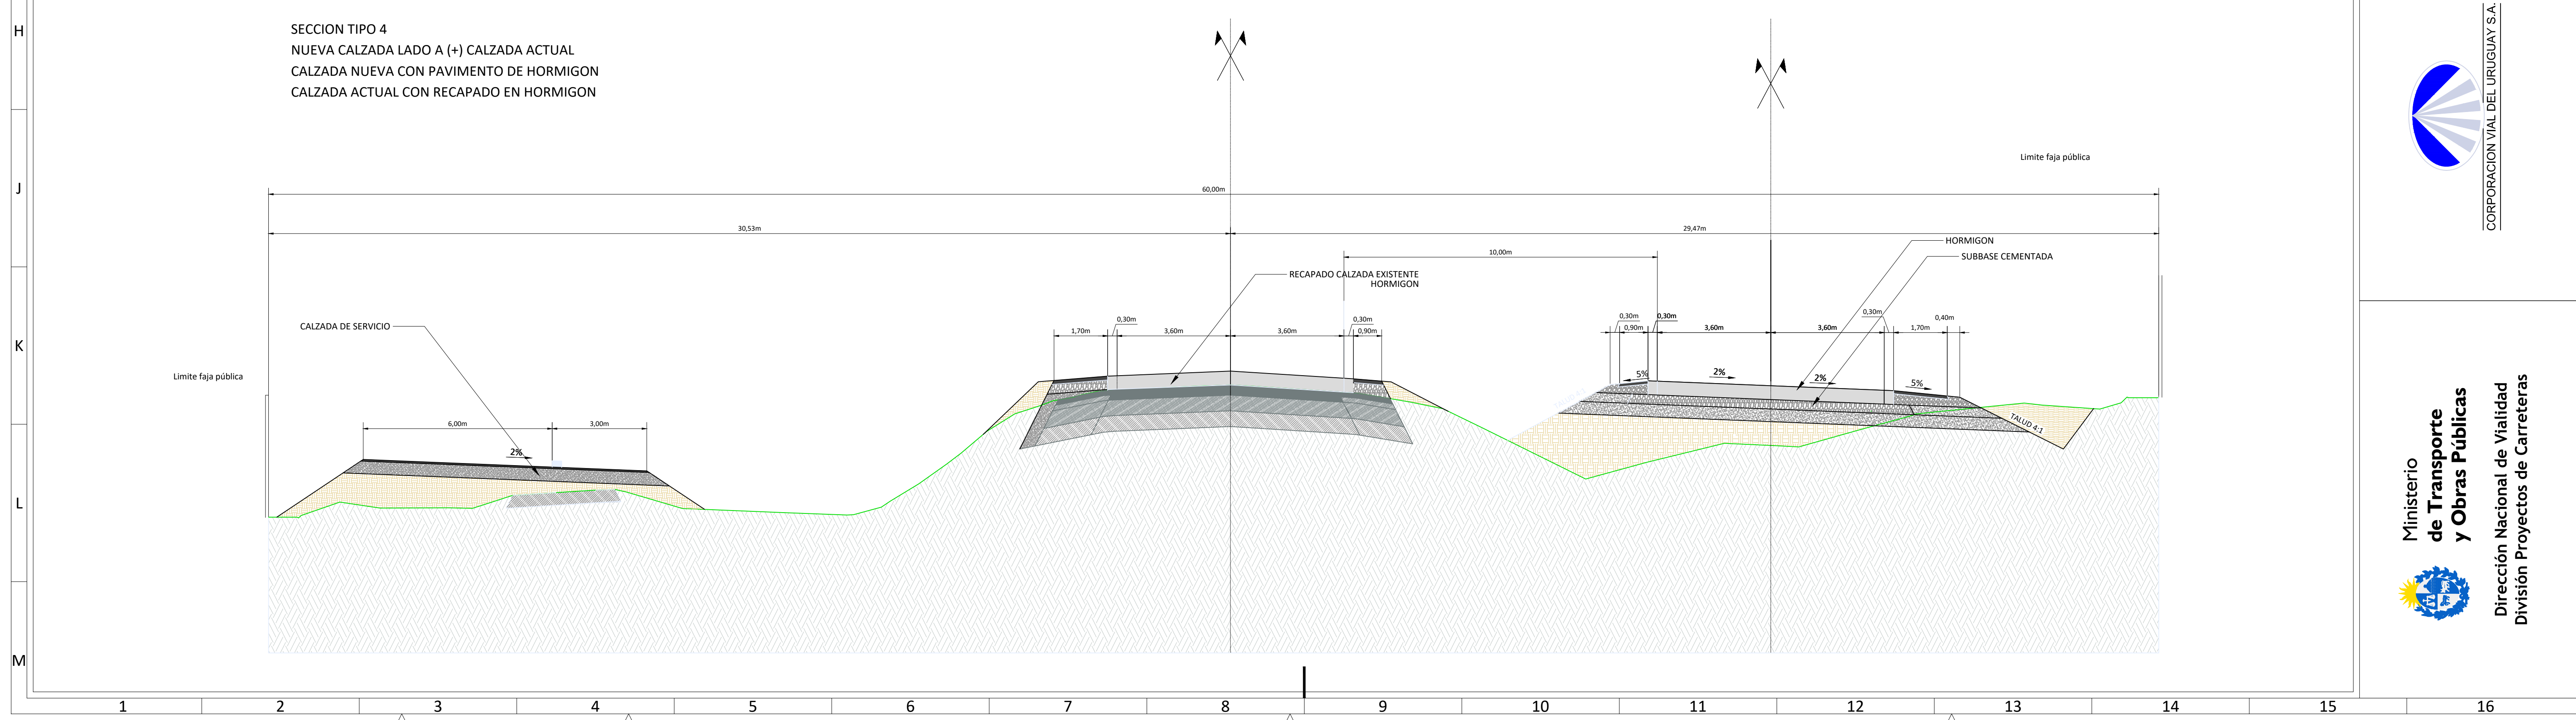 SECCION TIPO 4
NUEVA CALZADA LADO A (+) CALZADA ACTUAL
CALZADA NUEVA CON PAVIMENTO DE HORMIGON
CALZADA ACTUAL CON RECAPADO EN HORMIGON
Limite faja pública
60,00m
30,53m
29,47m
10,00m
HORMIGON
SUBBASE CEMENTADA
RECAPADO CALZADA EXISTENTE
HORMIGON
CALZADA DE SERVICIO
Limite faja pública
1,70m
0,30m
3,60m
3,60m
0,30m
0,90m
0,30m
0,90m
0,30m
3,60m
3,60m
0,30m
1,70m
0,40m
5%
2%
2%
5%
TALUD 4:1
6,00m
3,00m
2%
H
J
K
L
M
1
2
3
4
5
6
7
8
9
10
11
12
13
14
15
16
CORPORACION VIAL DEL URUGUAY S.A.
Ministerio
de Transporte
y Obras Públicas
Dirección Nacional de Vialidad
División Proyectos de Carreteras